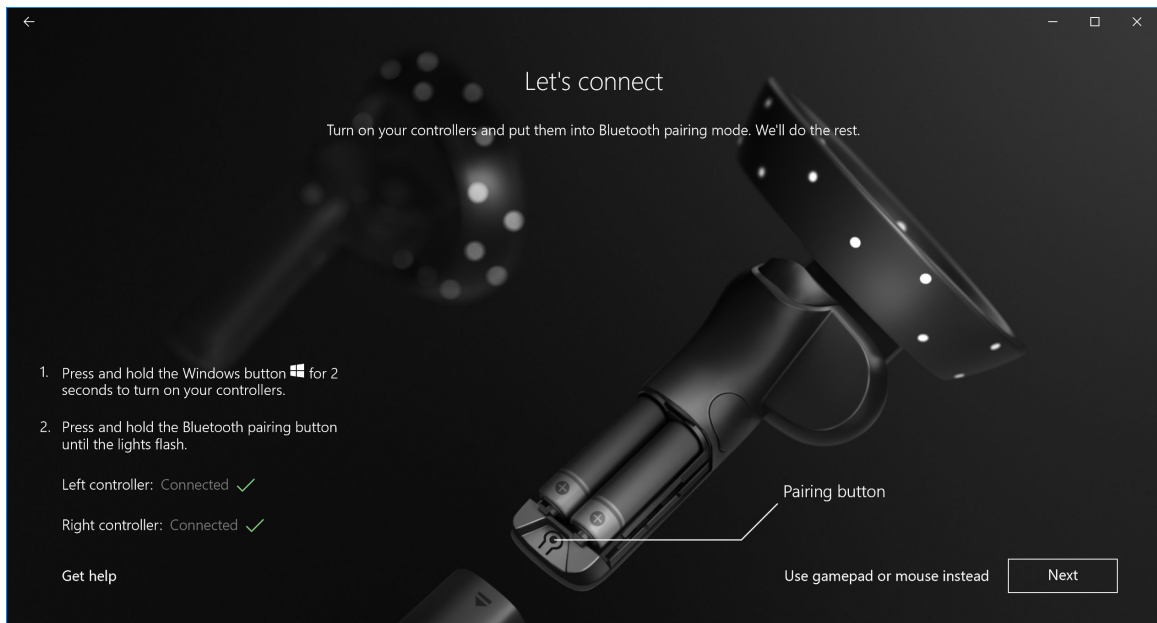 Let's connect
Turn on your controllers and put them into Bluetooth pairing mode. We'll do the rest.
1. Press and hold the Windows button for 2
seconds to turn on your controllers.
2. Press and hold the Bluetooth pairing button
until the lights flash.
Left controller: Connected
Right controller: Connected
Pairing button
Get help
Use gamepad or mouse instead
Next